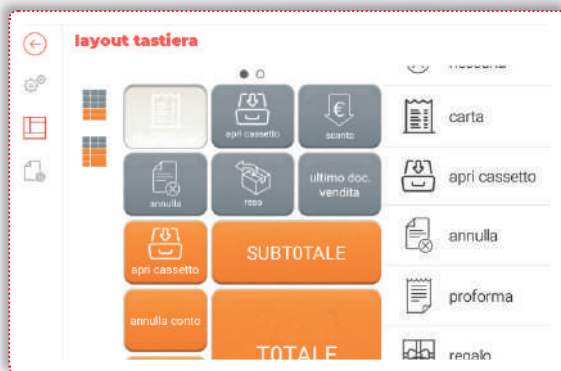 layout tastiera
apri cassetto
sconto
annulla
reso
ultimo doc.
vendita
apri cassetto
SUBTOTALE
annulla conto
TOTALE
nessuna
carta
apri cassetto
annulla
proforma
regalo